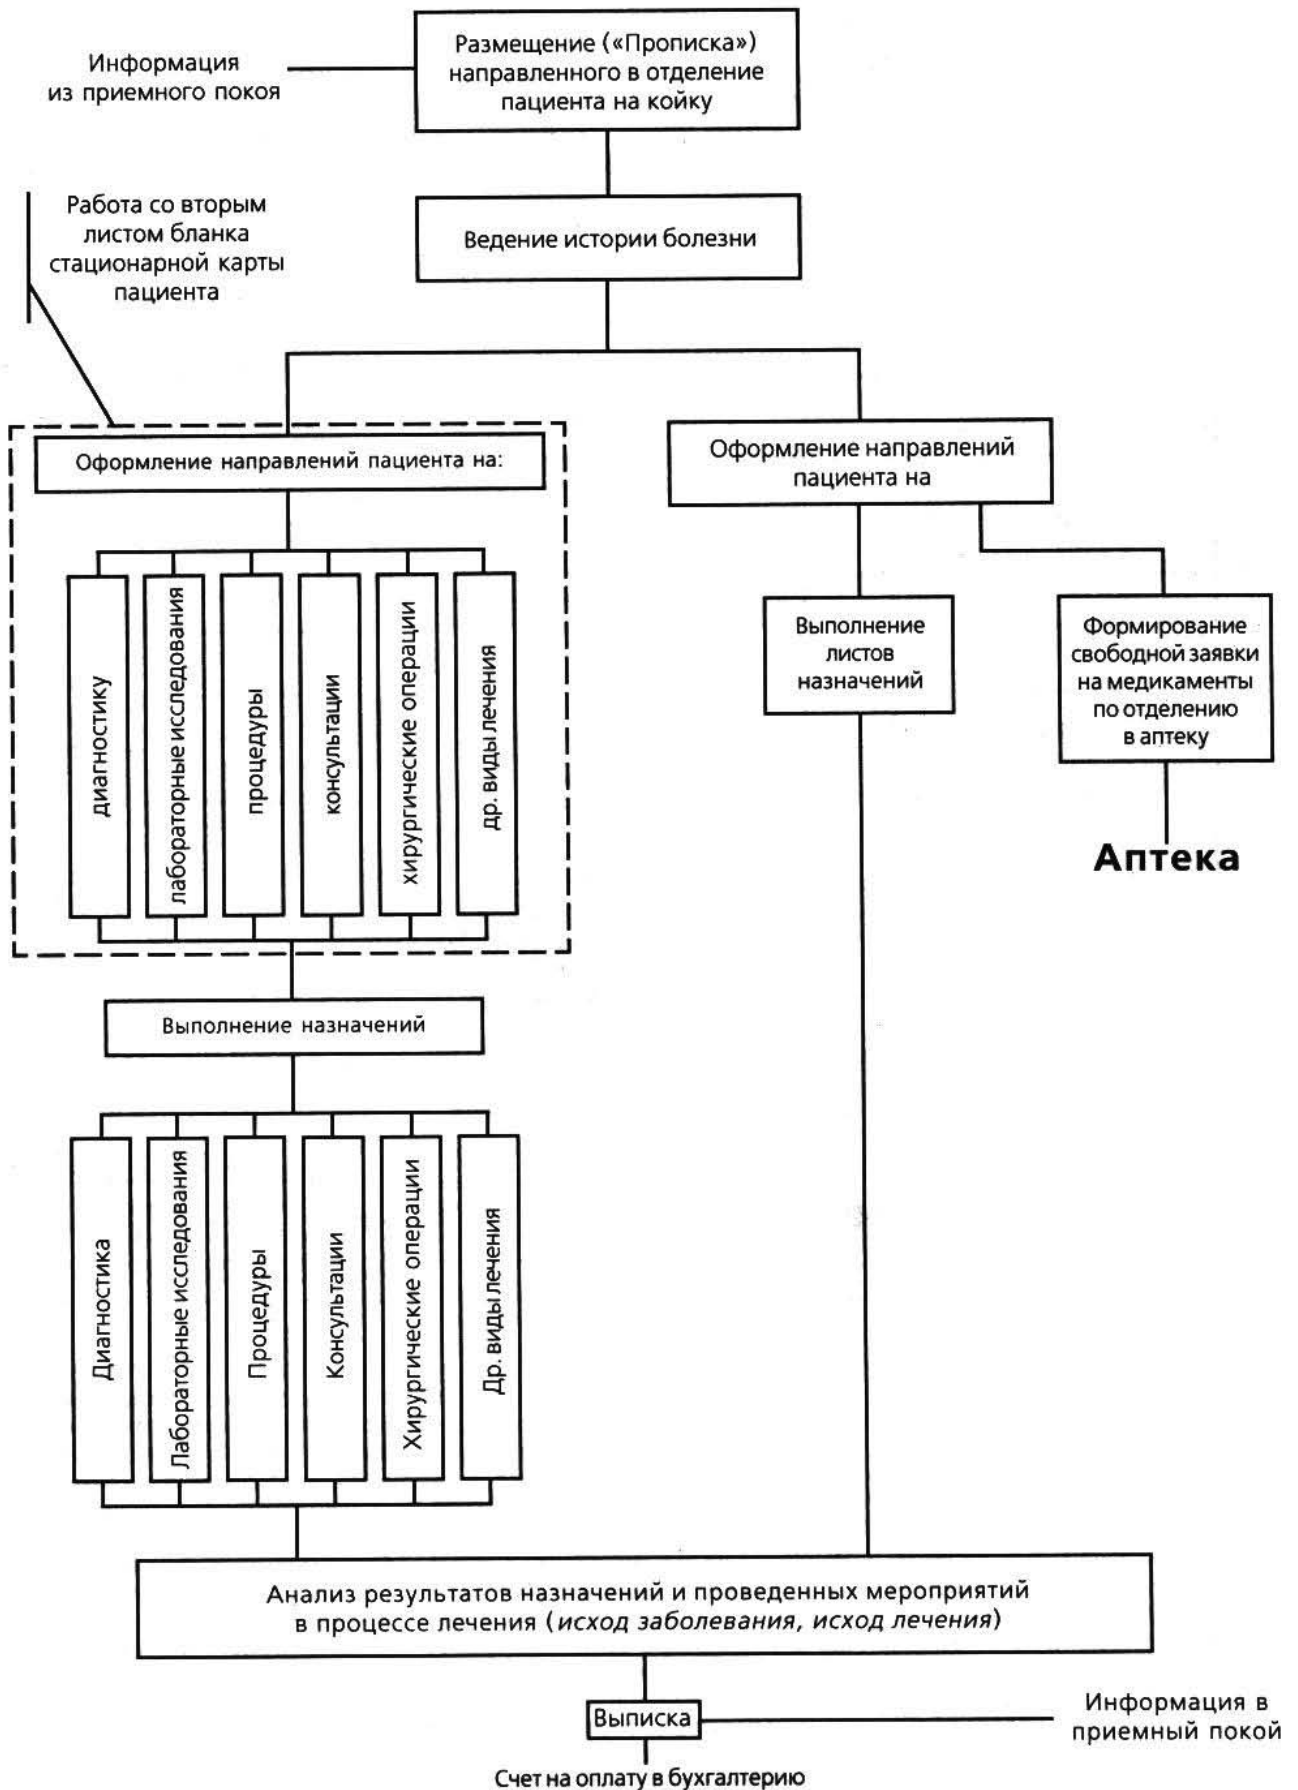 Размещение («Прописка»)
направленного в отделение
пациента на койку
Информация
из приемного покоя
Работа со вторым
листом бланка
стационарной карты
пациента
Ведение истории болезни
Оформление направлений пациента на:
Оформление направлений
пациента на
диагностику
лабораторные исследования
процедуры
консультации
хирургические операции
др. виды лечения
Выполнение
листов
назначений
Формирование
свободной заявки
на медикаменты
по отделению
в аптеку
Аптека
Выполнение назначений
Диагностика
Лабораторные исследования
Процедуры
Консультации
Хирургические операции
Др. виды лечения
Анализ результатов назначений и проведенных мероприятий
в процессе лечения (исход заболевания, исход лечения)
Выписка
Информация в
приемный покой
Счет на оплату в бухгалтерию